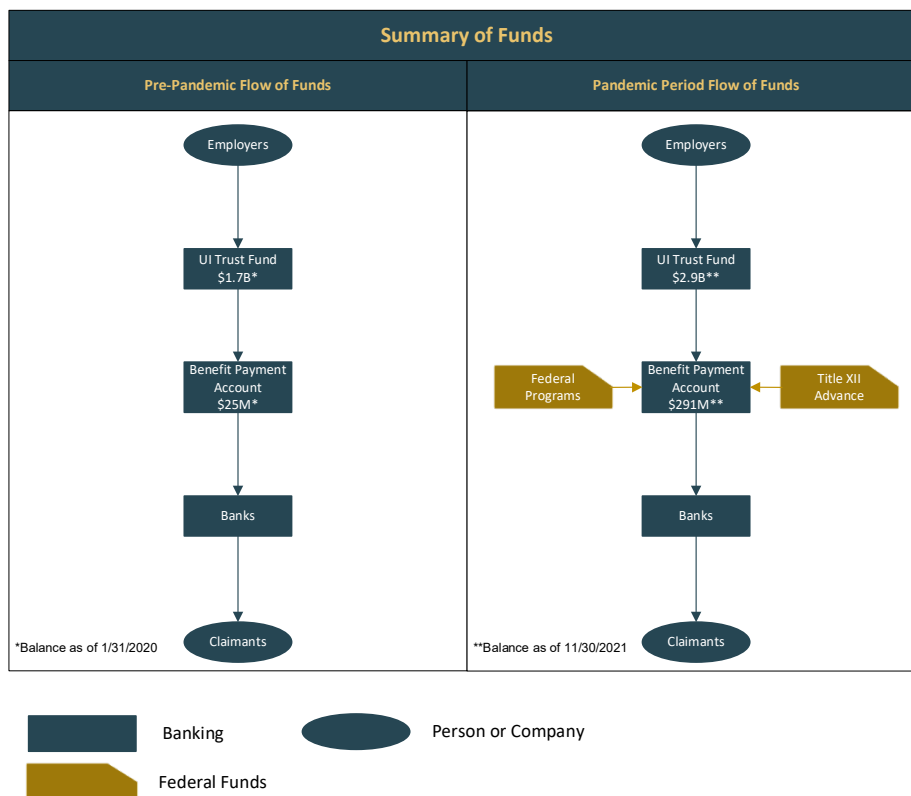 Summary of Funds
Pre-Pandemic Flow of Funds
Employers
UI Trust Fund
$1.7B*
Benefit Payment
Account
$25M*
Banks
Claimants
*Balance as of 1/31/2020
Pandemic Period Flow of Funds
Employers
UI Trust Fund
$2.9B**
Federal
Programs
Benefit Payment
Account
$291M**
Title XII
Advance
Banks
Claimants
**Balance as of 11/30/2021
Banking
Person or Company
Federal Funds